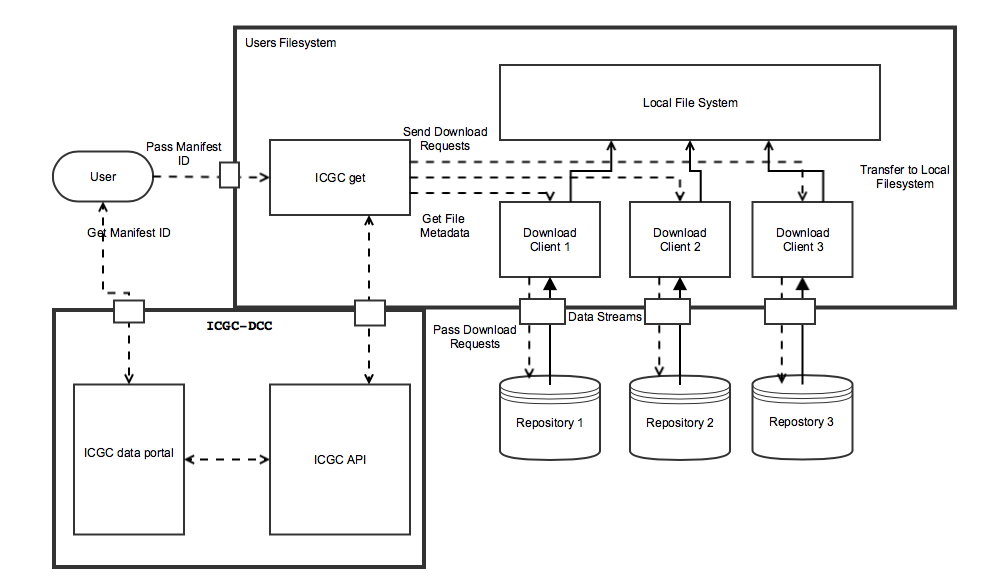 Users Filesystem
Local File System
Pass Manifest
ID
Send Download
Requests
User
ICGC get
Transfer to Local
Filesystem
Get File
Metadata
Get Manifest ID
Download
Client 1
Download
Client 2
Download
Client 3
ICGC-DCC
Data Streams
Pass Download
Requests
Repository 1
Repository 2
Repostory 3
ICGC data portal
ICGC API